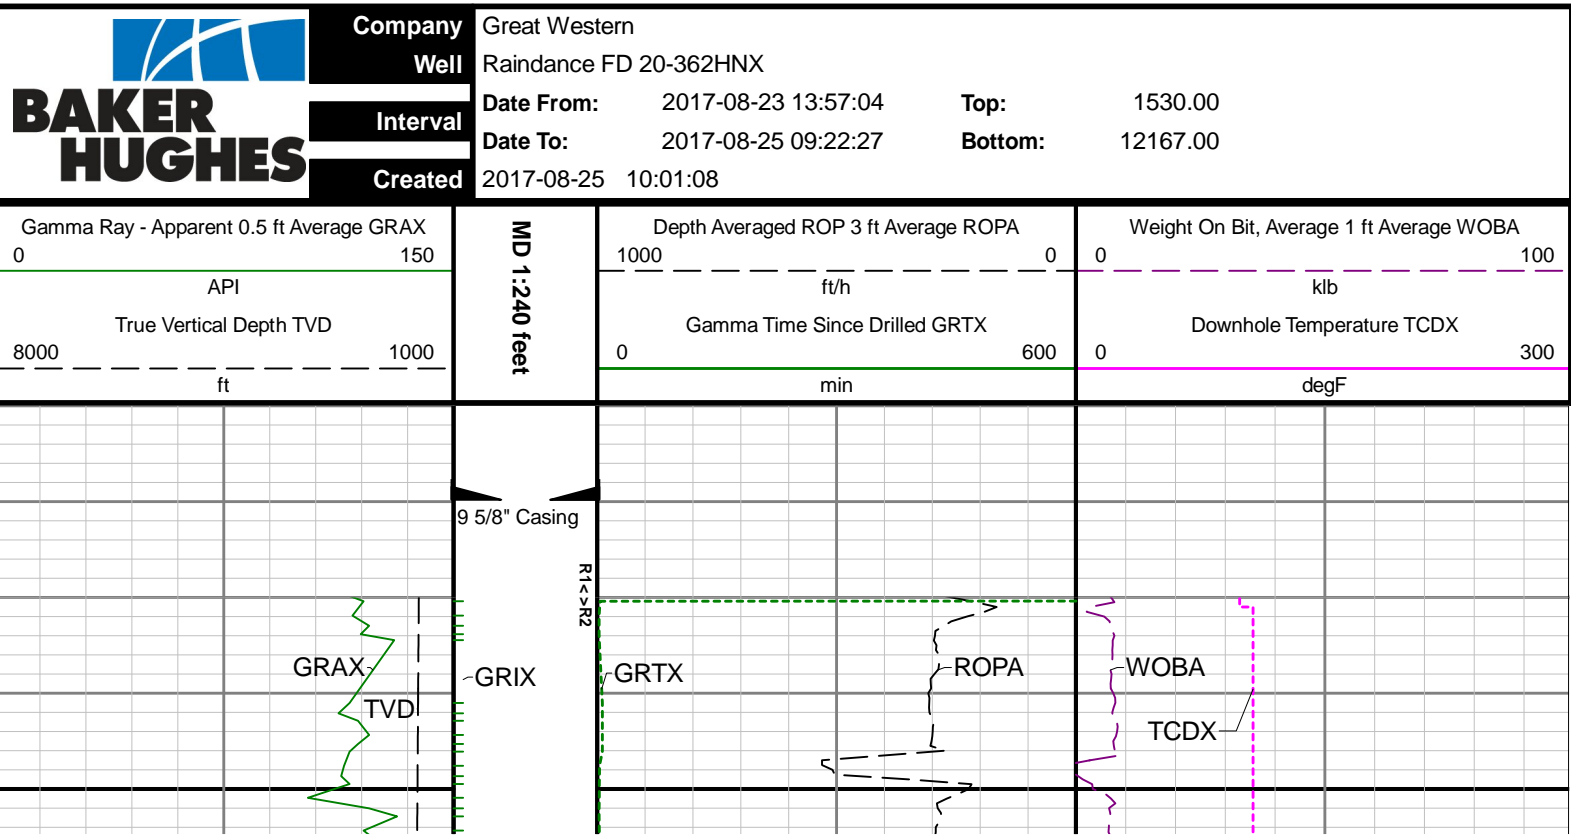 BAKER
HUGHES
Company Great Western
Well Raindance FD 20-362HNX
Interval
Date From: 2017-08-23 13:57:04 Top: 1530.00
Date To: 2017-08-25 09:22:27 Bottom: 12167.00
Created 2017-08-25 10:01:08
Gamma Ray - Apparent 0.5 ft Average GRAX
0 150
API
True Vertical Depth TVD
8000 1000
ft
MD 1:240 feet
Depth Averaged ROP 3 ft Average ROPA
1000 0
ft/h
Gamma Time Since Drilled GRTX
0 600
min
Weight On Bit, Average 1 ft Average WOBA
0 100
klb
Downhole Temperature TCDX
0 300
degF
9 5/8" Casing
R1<>R2
GRAX
GRIX
GRTX
ROPA
WOBA
TVD
TCDX